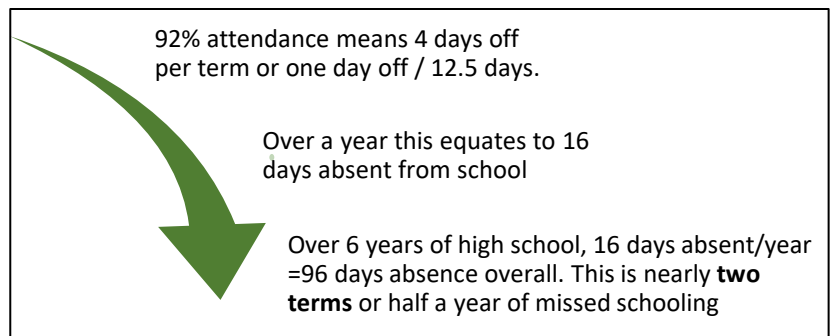 92% attendance means 4 days off
per term or one day off / 12.5 days.
Over a year this equates to 16
days absent from school
Over 6 years of high school, 16 days absent/year
=96 days absence overall. This is nearly two
terms or half a year of missed schooling